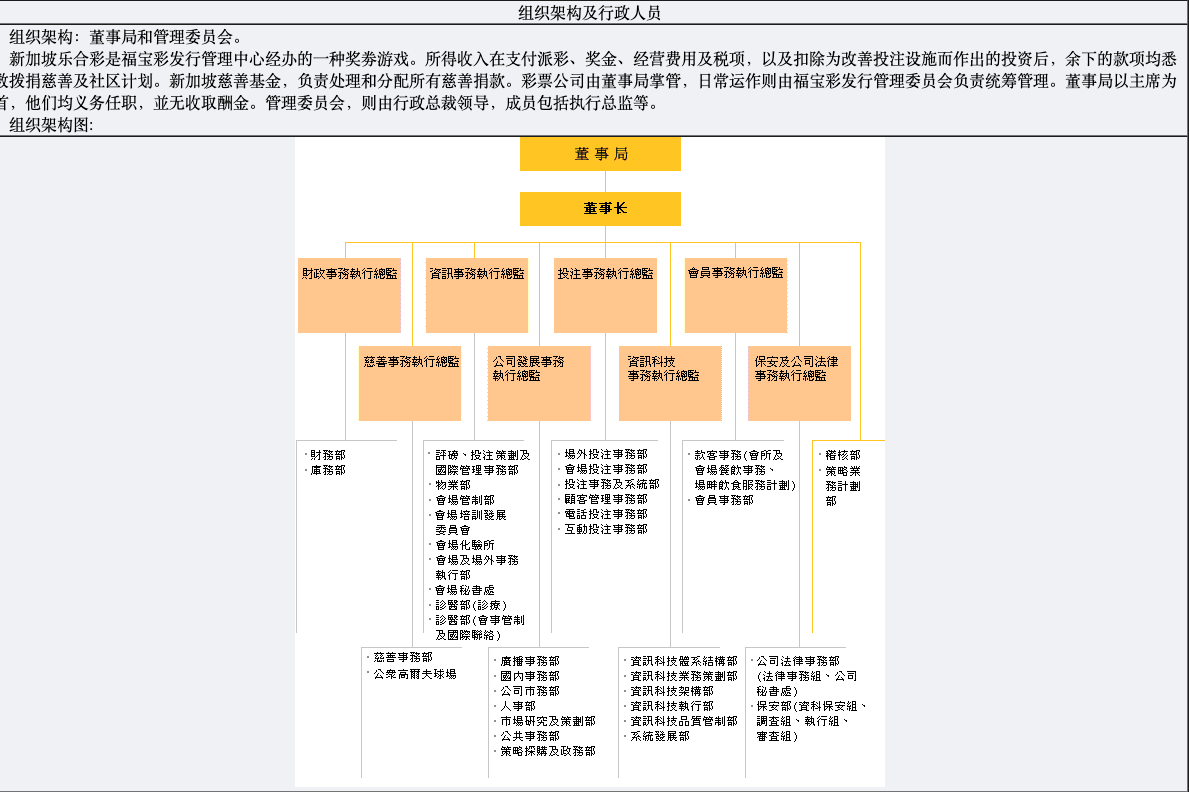 组织架构及行政人员
组织架构：董事局和管理委员会。
新加坡乐合彩是福宝彩发行管理中心经办的一种奖券游戏。所得收入在支付派彩、奖金、经营费用及税项，以及扣除为改善投注设施而作出的投资后，余下的款项均悉
数拨捐慈善及社区计划。新加坡慈善基金，负责处理和分配所有慈善捐款。彩票公司由董事局掌管，日常运作则由福宝彩发行管理委员会负责统筹管理。董事局以主席为
首，他们均义务任职，並无收取酬金。管理委员会，则由行政总裁领导，成员包括执行总监等。
组织架构图:
董事局
董事长
財政事務執行總監
資訊事務執行總監
投注事務執行總監
會員事務執行總監
慈善事務執行總監
公司發展事務
執行總監
資訊科技
事務執行總監
保安及公司法律
事務執行總監
·財務部
·庫務部
·評磅、投注策劃及
國際管理事務部
·物業部
·會場管制部
·會場培訓發展
委員會
·會場化驗所
·會場及場外事務
執行部
·會場秘書處
·診醫部(診療)
·診醫部(會事管制
及國際聯絡)
·場外投注事務部
·會場投注事務部
·投注事務及系統部
·顧客管理事務部
·電話投注事務部
·互動投注事務部
·款客事務(會所及
會場餐飲事務、
場畔飲食服務計劃)
·會員事務部
·稽核部
·策略業
務計劃
部
·慈善事務部
·公眾高爾夫球場
·廣播事務部
·國內事務部
·公司市務部
·人事部
·市場研究及策劃部
·公共事務部
·策略採購及政務部
·資訊科技體系結構部
·資訊科技業務策劃部
·資訊科技架構部
·資訊科技執行部
·資訊科技品質管制部
·系統發展部
·公司法律事務部
(法律事務組、公司
秘書處)
·保安部(資科保安組、
調查組、執行組、
審查組)